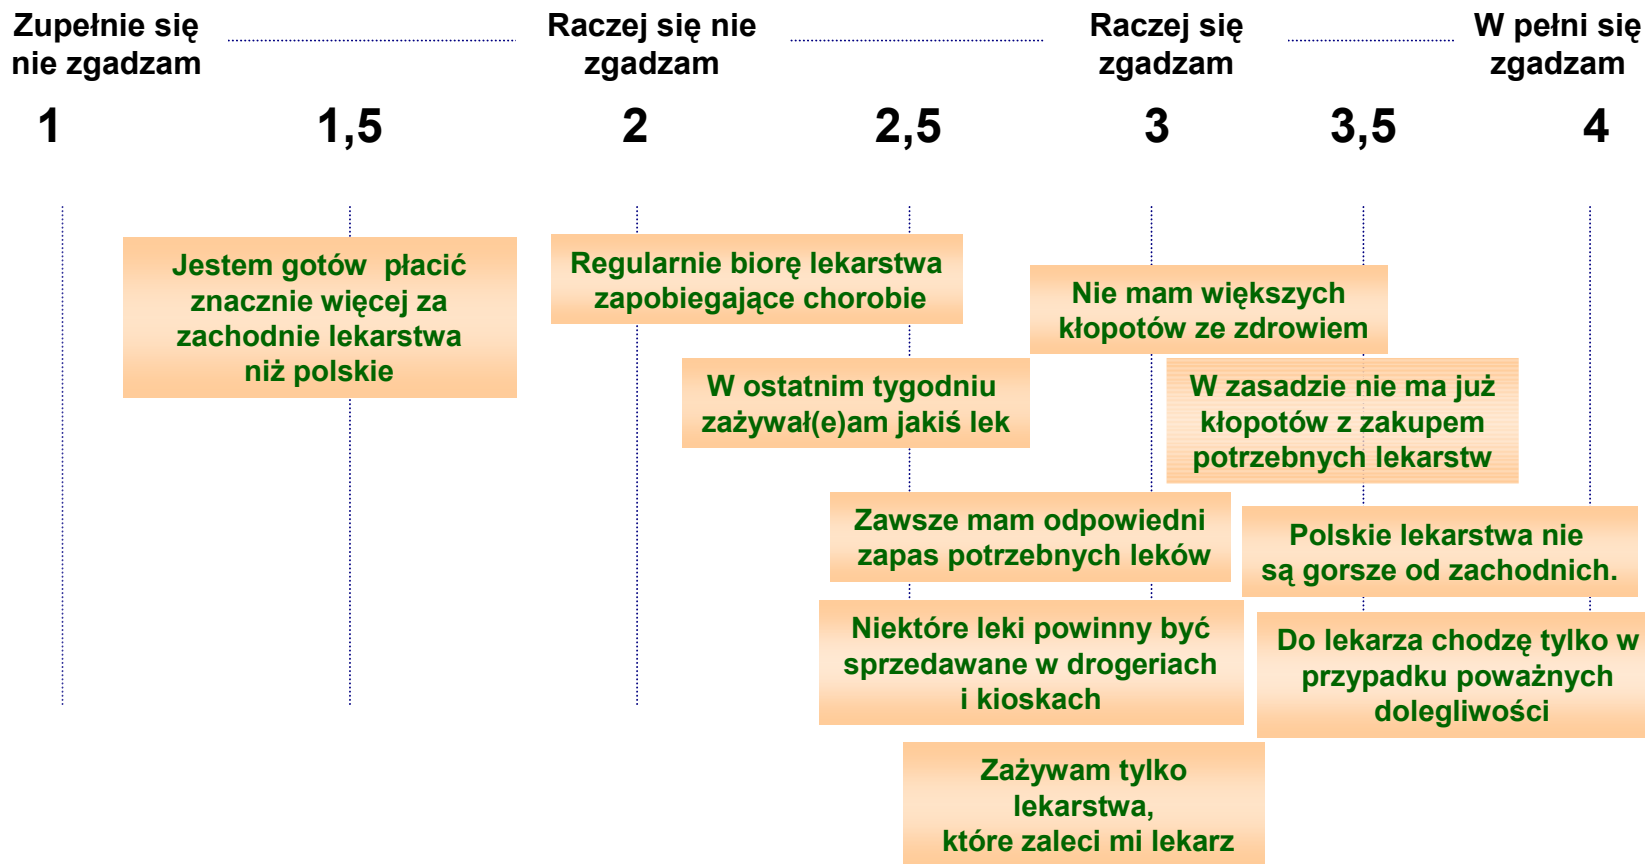 Zupełnie się
nie zgadzam
Raczej się nie
zgadzam
Raczej się
zgadzam
W pełni się
zgadzam
1
1,5
2
2,5
3
3,5
4
Jestem gotów płacić
znacznie więcej za
zachodnie lekarstwa
niż polskie
Regularnie biorę lekarstwa
zapobiegające chorobie
Nie mam większych
kłopotów ze zdrowiem
W ostatnim tygodniu
zażywał(e)am jakiś lek
W zasadzie nie ma już
kłopotów z zakupem
potrzebnych lekarstw
Zawsze mam odpowiedni
zapas potrzebnych leków
Polskie lekarstwa nie
są gorsze od zachodnich.
Niektóre leki powinny być
sprzedawane w drogeriach
i kioskach
Do lekarza chodzę tylko w
przypadku poważnych
dolegliwości
Zażywam tylko
lekarstwa,
które zaleci mi lekarz